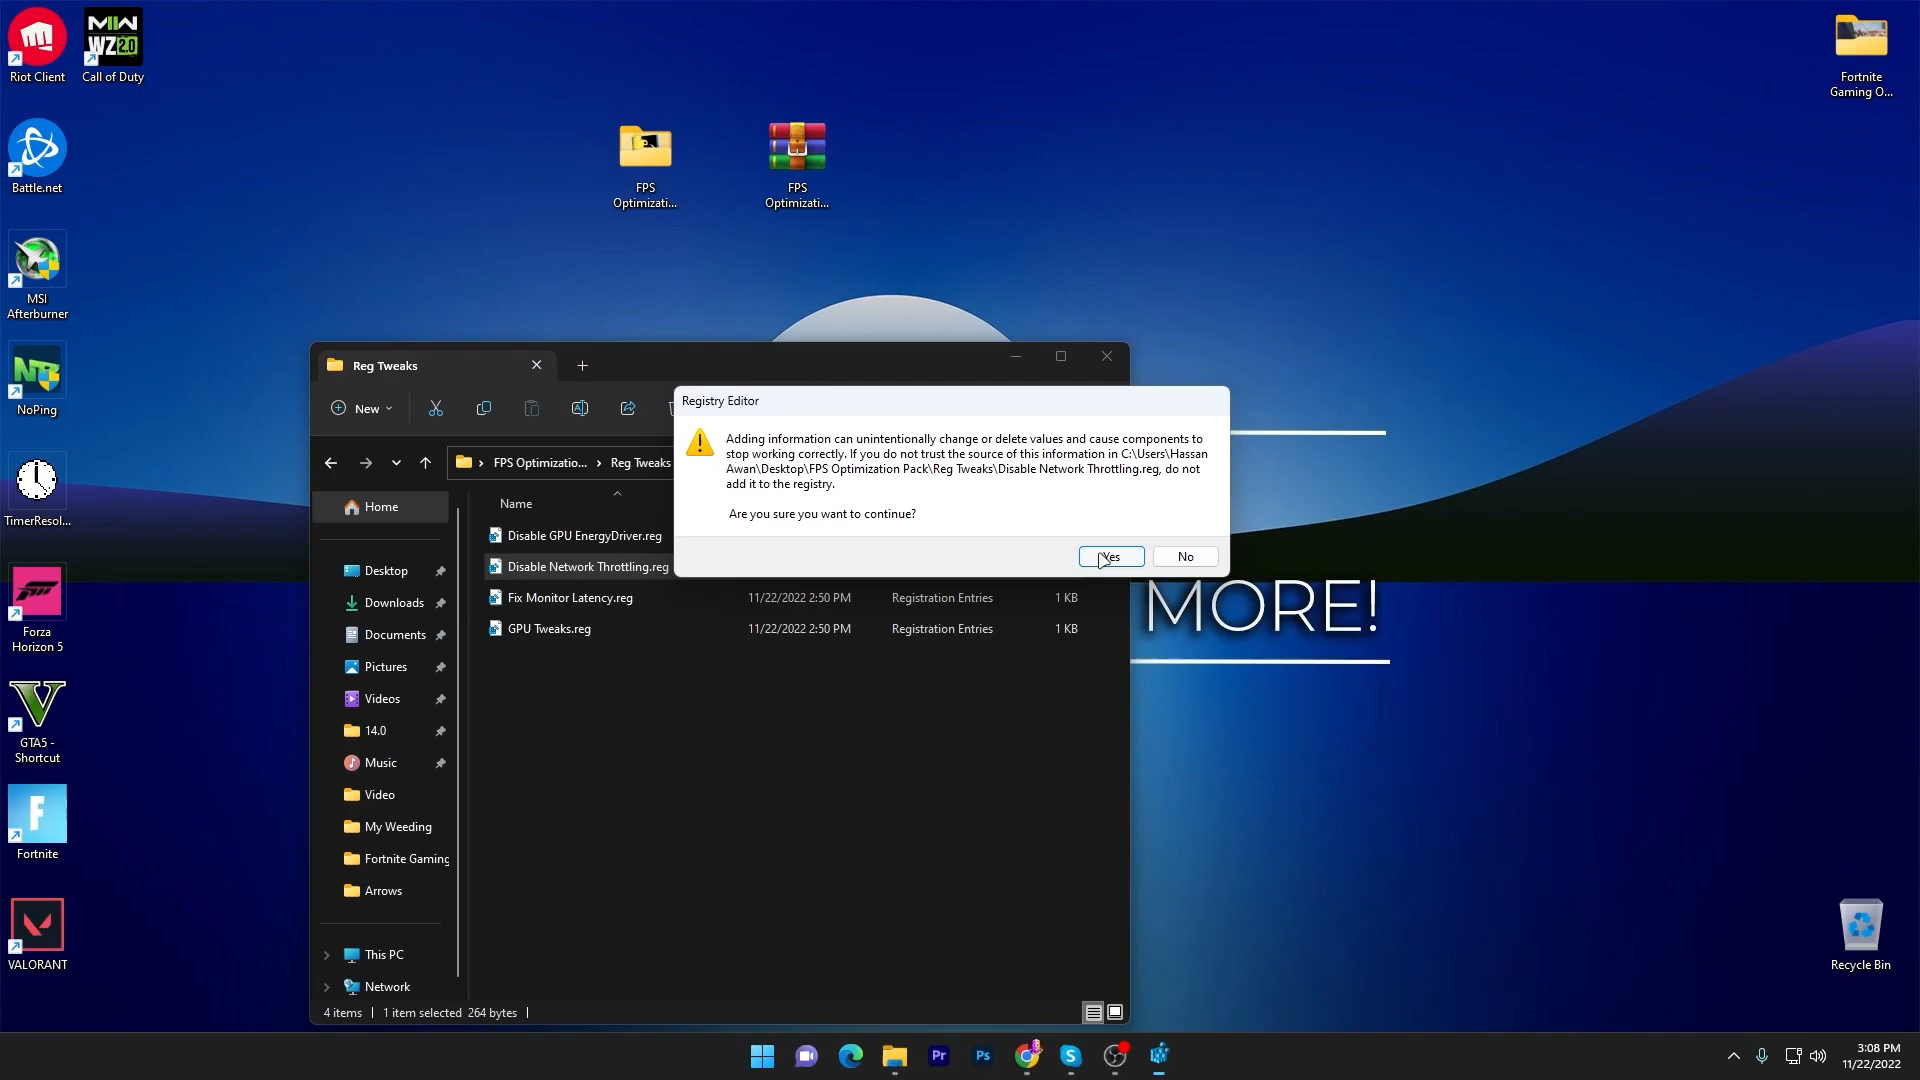 Riot Client
MW
WZ2.0
Call of Duty
Fortnite
Gaming O...
Battle.net
FPS
Optimizati...
FPS
Optimizati...
MSI
Afterburner
NoPing
TimerResol...
Forza
Horizon 5
GTA5 -
Shortcut
Fortnite
VALORANT
Recycle Bin
MORE!
Reg Tweaks
New
FPS Optimizatio... › Reg Tweaks
Home
Desktop
Downloads
Documents
Pictures
Videos
14.0
Music
Video
My Weeding
Fortnite Gaming
Arrows
This PC
Network
Name
Disable GPU EnergyDriver.reg
Disable Network Throttling.reg
Fix Monitor Latency.reg 11/22/2022 2:50 PM Registration Entries 1 KB
GPU Tweaks.reg 11/22/2022 2:50 PM Registration Entries 1 KB
4 items | 1 item selected 264 bytes |
Registry Editor
Adding information can unintentionally change or delete values and cause components to
stop working correctly. If you do not trust the source of this information in C:\Users\Hassan
Awan\Desktop\FPS Optimization Pack\Reg Tweaks\Disable Network Throttling.reg, do not
add it to the registry.
Are you sure you want to continue?
Yes No
Pr
Ps
3:08 PM
11/22/2022